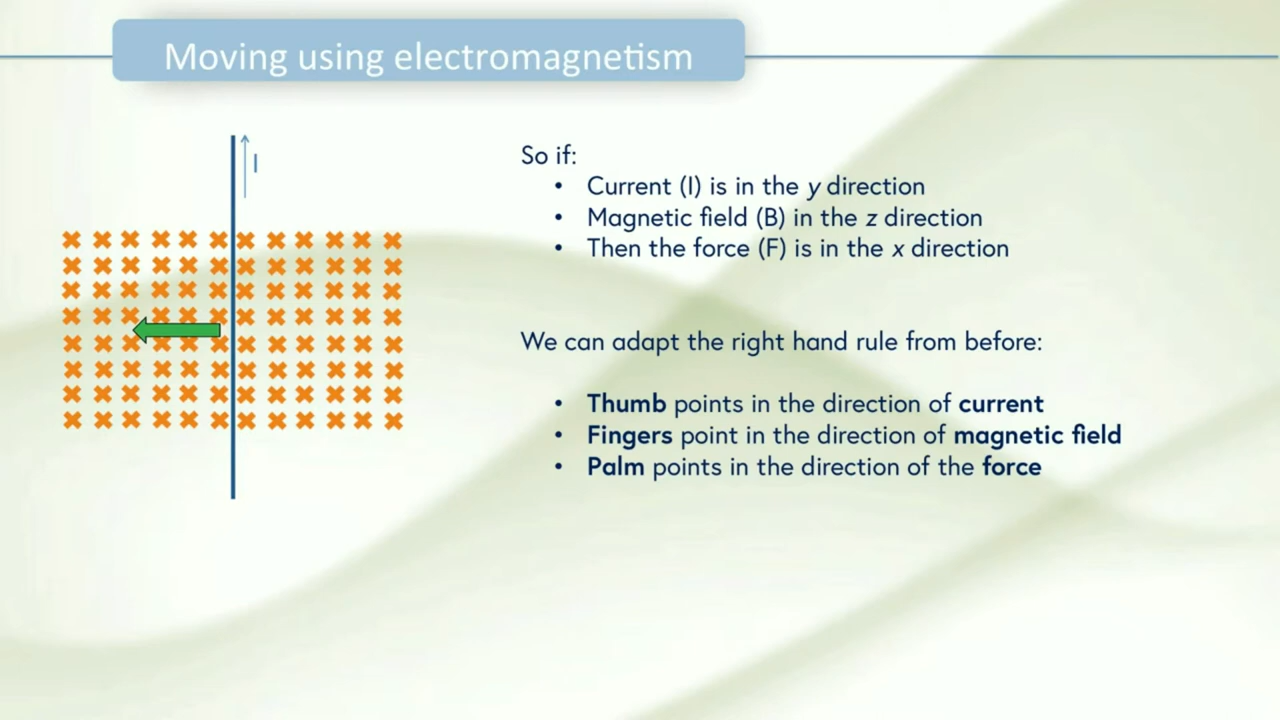 Moving using electromagnetism
I
So if:
• Current (I) is in the y direction
• Magnetic field (B) in the z direction
• Then the force (F) is in the x direction
We can adapt the right hand rule from before:
• Thumb points in the direction of current
• Fingers point in the direction of magnetic field
• Palm points in the direction of the force